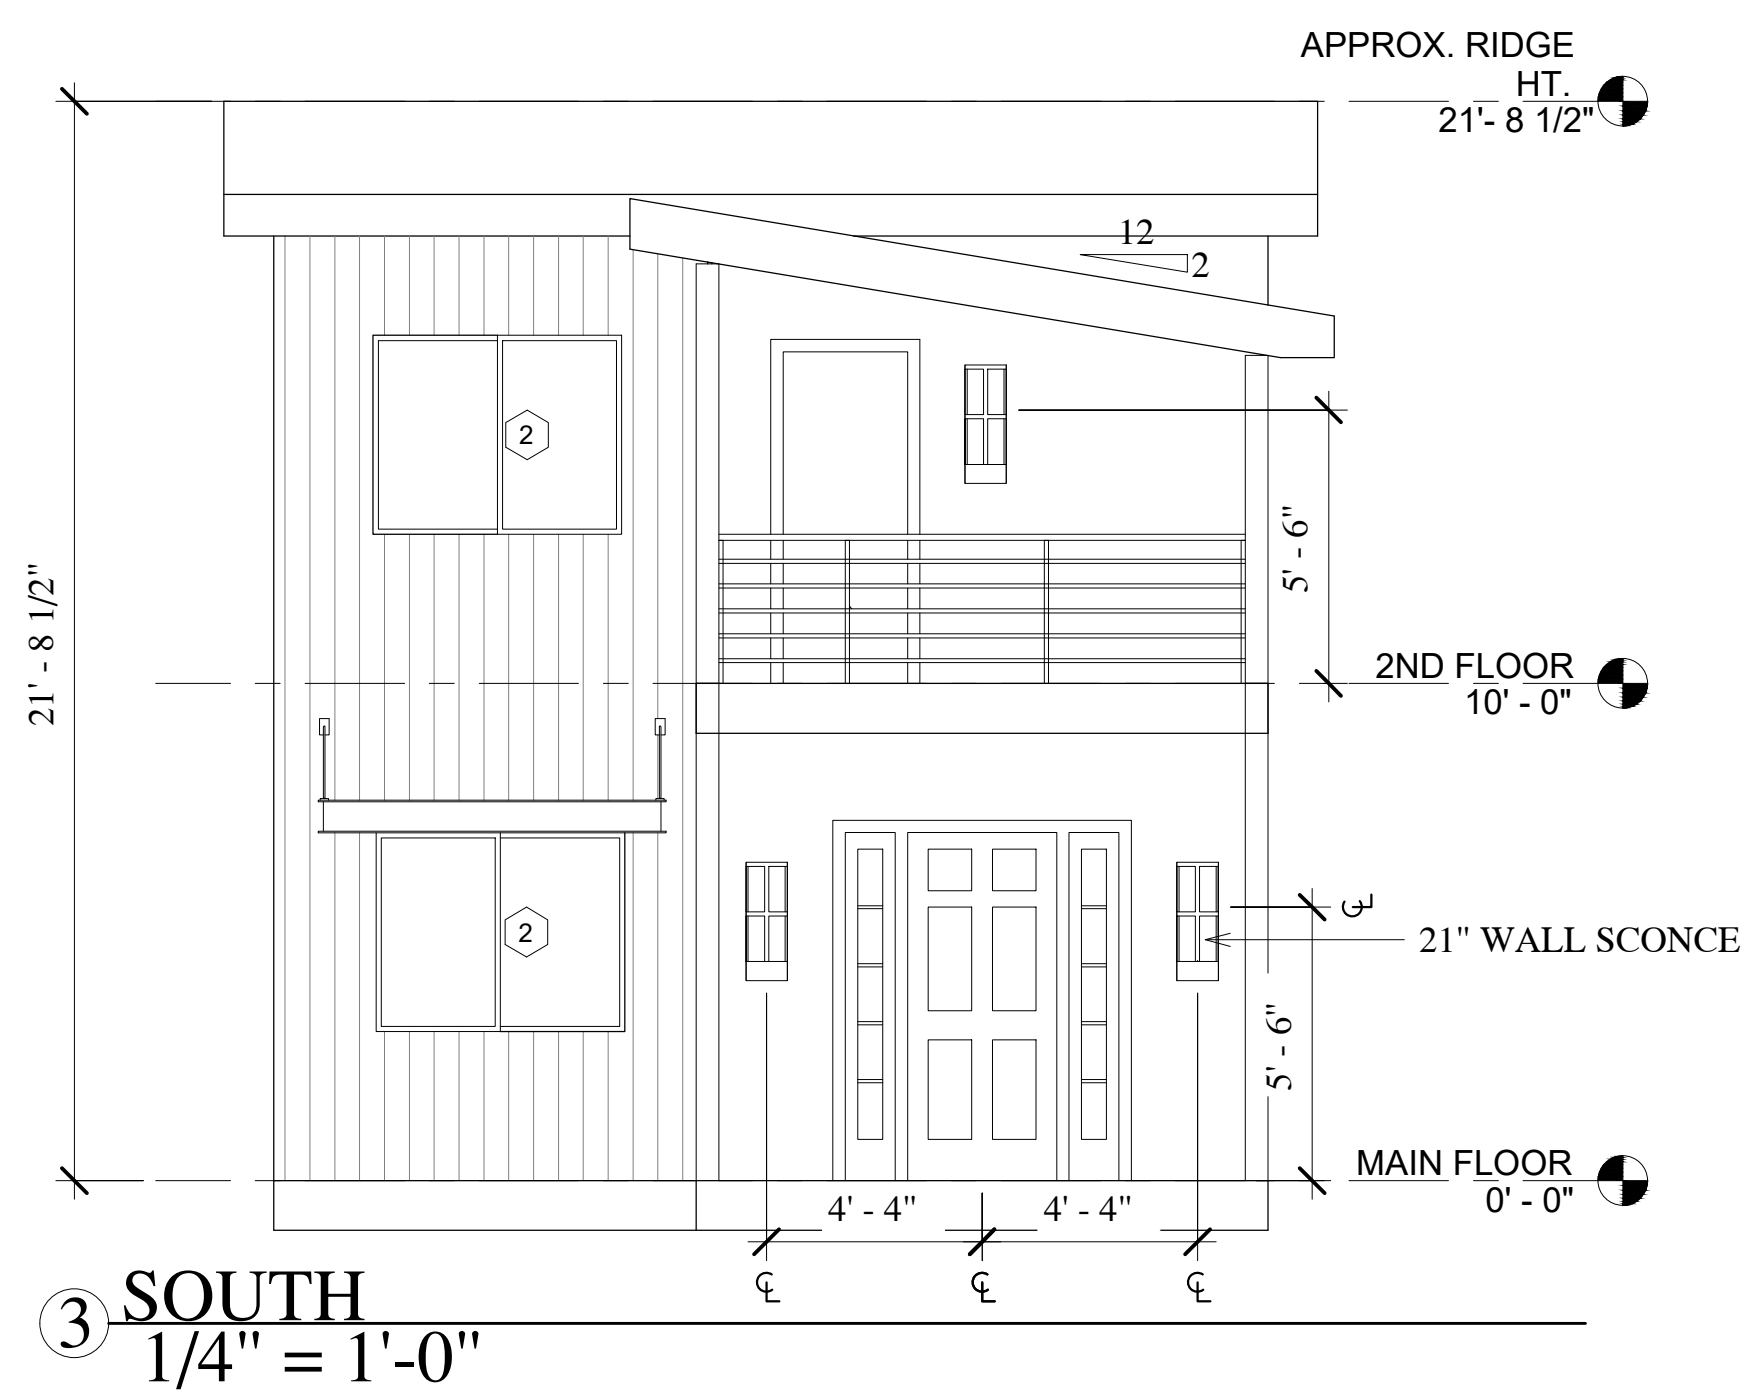 APPROX. RIDGE
HT.
21'- 8 1/2"
12
2
2
5' - 6"
21' - 8 1/2"
2ND FLOOR
10' - 0"
2
℄
21" WALL SCONCE
5' - 6"
MAIN FLOOR
0' - 0"
4' - 4"
4' - 4"
℄
℄
℄
3
SOUTH
1/4" = 1'-0"